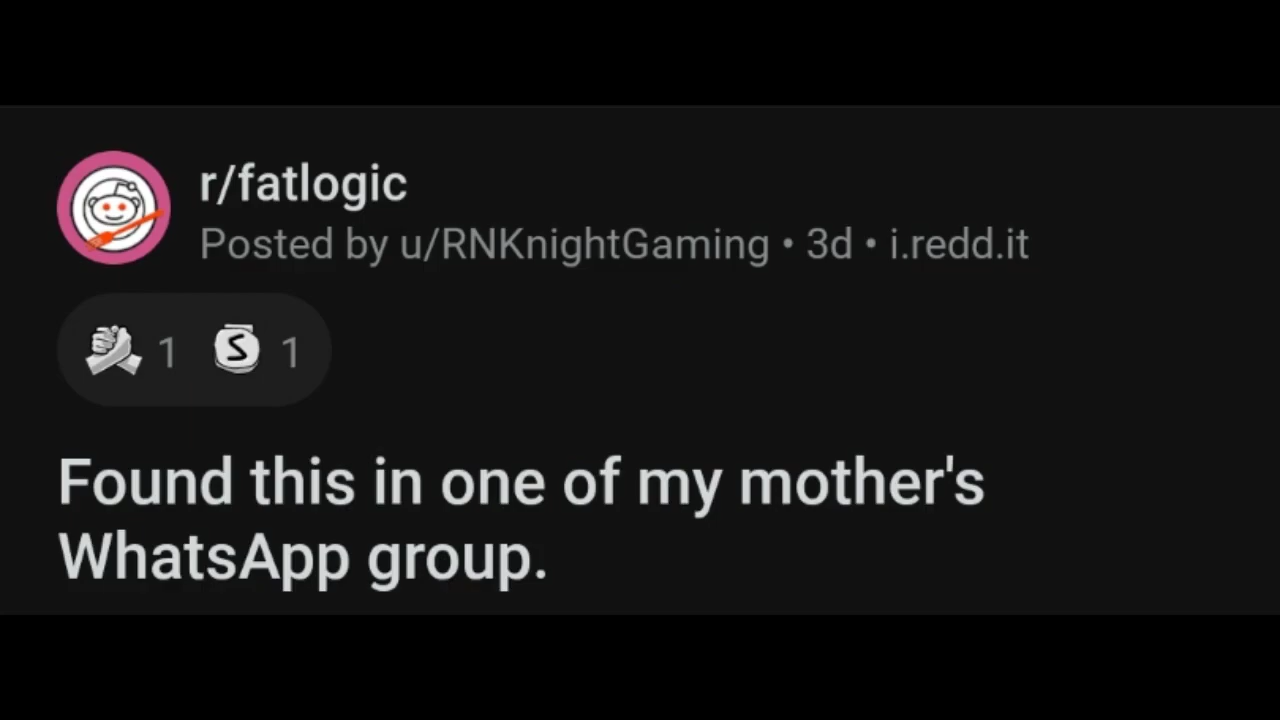 r/fatlogic
Posted by u/RNKnightGaming • 3d • i.redd.it
1 S 1
Found this in one of my mother's
WhatsApp group.